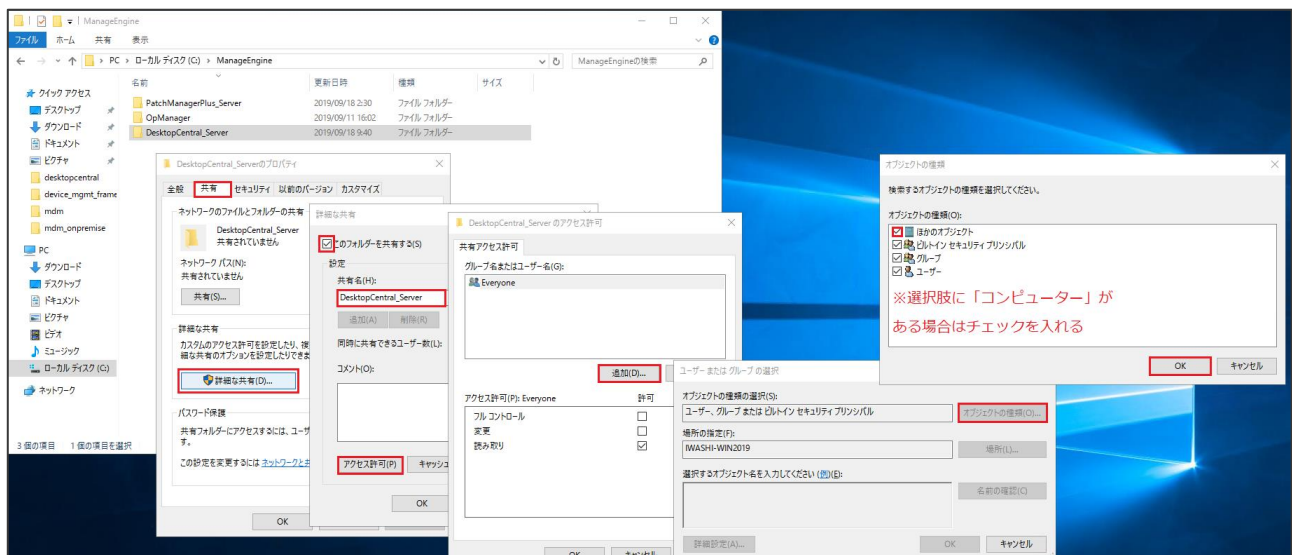 ManageEngine
ファイル ホーム 共有 表示
PC › ローカル ディスク (C:) › ManageEngine
ManageEngineの検索
名前 更新日時 種類 サイズ
PatchManagerPlus_Server 2019/09/18 2:30 ファイル フォルダー
OpManager 2019/09/11 16:02 ファイル フォルダー
DesktopCentral_Server 2019/09/18 9:40 ファイル フォルダー
クイック アクセス
デスクトップ
ダウンロード
ドキュメント
ピクチャ
desktopcentral
device_mgmt_frame
mdm
mdm_onpremise
PC
ダウンロード
デスクトップ
ドキュメント
ピクチャ
ビデオ
ミュージック
ローカル ディスク (C:)
ネットワーク
3 個の項目 1 個の項目を選択
DesktopCentral_Serverのプロパティ
全般 共有 セキュリティ 以前のバージョン カスタマイズ
ネットワークのファイルとフォルダーの共有
DesktopCentral_Server
共有されていません
ネットワーク パス(N):
共有されていません
共有(S)...
詳細な共有
カスタムのアクセス許可を設定したり、複
細な共有のオプションを設定したりできま
詳細な共有(D)...
パスワード保護
共有フォルダーにアクセスするには、ユーザ
す。
この設定を変更するには ネットワークと共
OK
詳細な共有
このフォルダーを共有する(S)
設定
共有名(H):
DesktopCentral_Server
追加(A) 削除(R)
同時に共有できるユーザー数(L):
コメント(O):
アクセス許可(P) キャッシュ
OK
DesktopCentral_Server のアクセス許可
共有アクセス許可
グループ名またはユーザー名(G):
Everyone
追加(D)...
アクセス許可(P): Everyone 許可
フル コントロール
変更
読み取り
OK キャンセル
ユーザー または グループ の選択
オブジェクトの種類の選択(S):
ユーザー、グループ または ビルトイン セキュリティ プリンシパル
オブジェクトの種類(O)...
場所の指定(F):
IWASHI-WIN2019
場所(L)...
選択するオブジェクト名を入力してください (例)(E):
名前の確認(C)
詳細設定(A)...
OK キャンセル
オブジェクトの種類
検索するオブジェクトの種類を選択してください。
オブジェクトの種類(O):
ほかのオブジェクト
ビルトイン セキュリティ プリンシパル
グループ
ユーザー
※選択肢に「コンピューター」が
ある場合はチェックを入れる
OK キャンセル